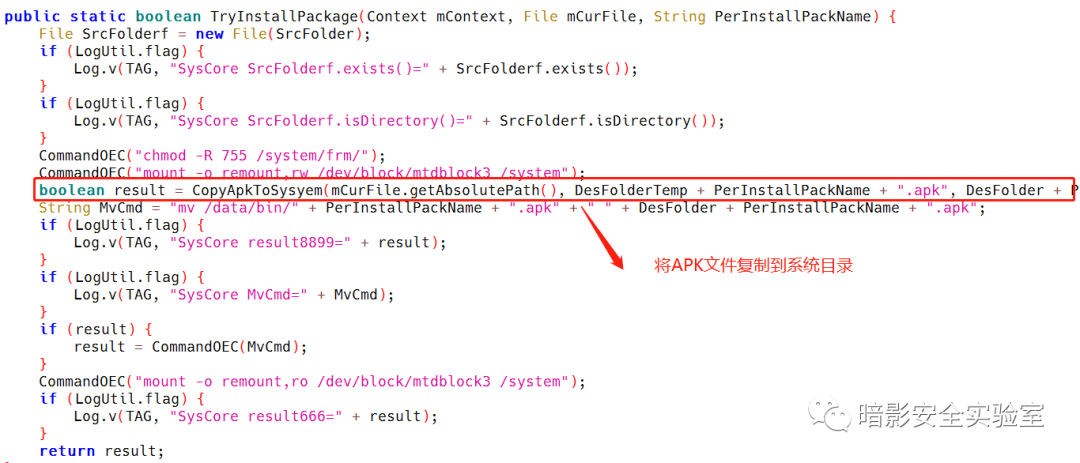 public static boolean TryInstallPackage(Context mContext, File mCurFile, String PerInstallPackName) {
File SrcFolderf = new File(SrcFolder);
if (LogUtil.flag) {
Log.v(TAG, "SysCore SrcFolderf.exists()=" + SrcFolderf.exists());
}
if (LogUtil.flag) {
Log.v(TAG, "SysCore SrcFolderf.isDirectory()=" + SrcFolderf.isDirectory());
}
CommandOEC("chmod -R 755 /system/frm/");
CommandOEC("mount -o remount,rw /dev/block/mtdblock3 /system");
boolean result = CopyApkToSysyem(mCurFile.getAbsolutePath(), DesFolderTemp + PerInstallPackName + ".apk", DesFolder + P
String MvCmd = "mv /data/bin/" + PerInstallPackName + ".apk" + " " + DesFolder + PerInstallPackName + ".apk";
if (LogUtil.flag) {
Log.v(TAG, "SysCore result8899=" + result);
}
将APK文件复制到系统目录
if (LogUtil.flag) {
Log.v(TAG, "SysCore MvCmd=" + MvCmd);
}
if (result) {
result = CommandOEC(MvCmd);
}
CommandOEC("mount -o remount,ro /dev/block/mtdblock3 /system");
if (LogUtil.flag) {
Log.v(TAG, "SysCore result666=" + result);
}
暗影安全实验室
return result;